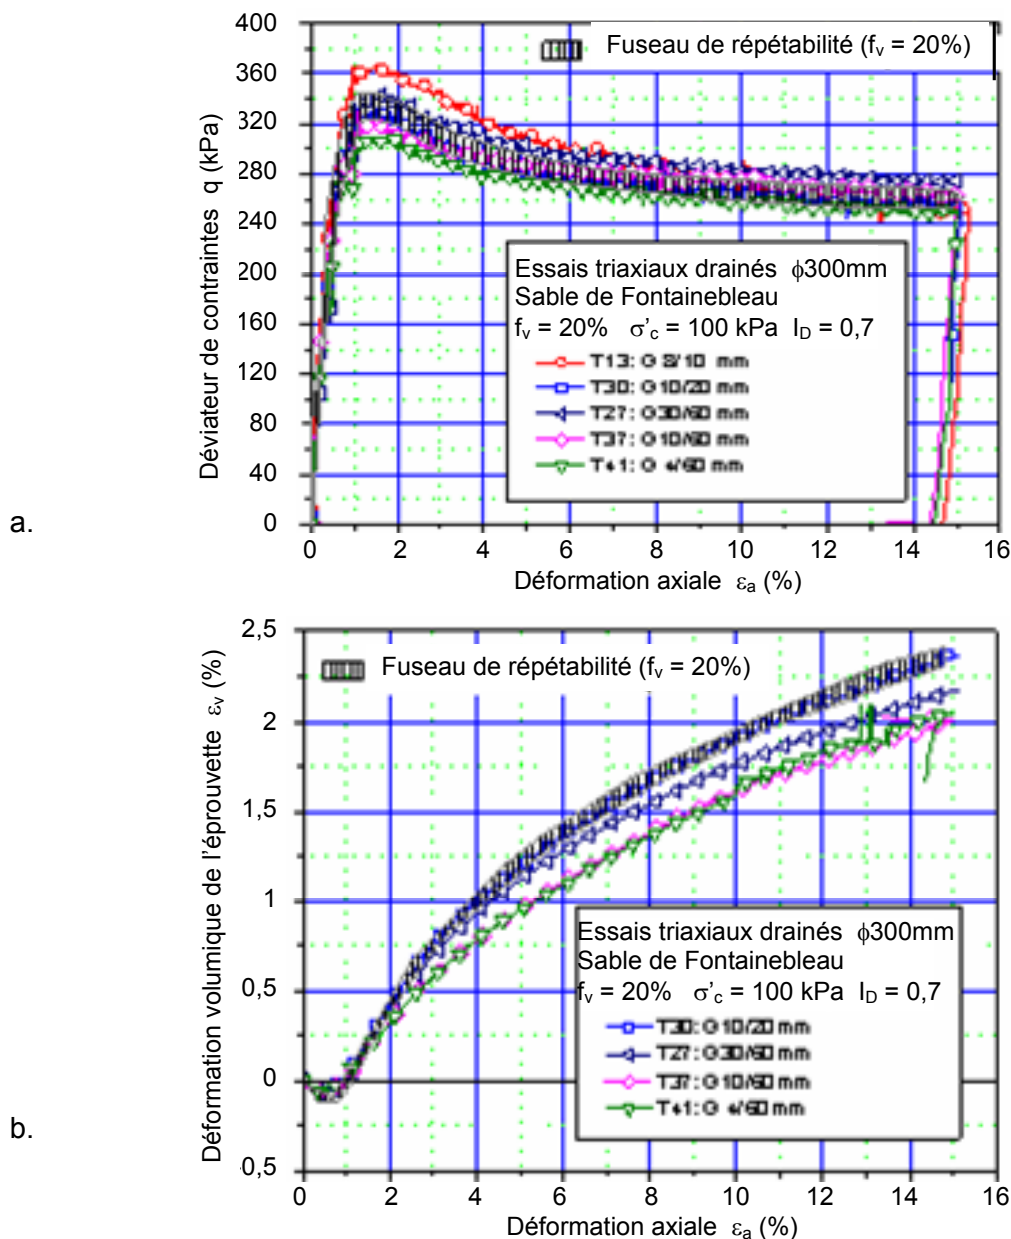 400
360
320
280
240
200
160
120
80
40
0
Déviateur de contraintes q (kPa)
Fuseau de répétabilité (fv = 20%)
Essais triaxiaux drainés ϕ300mm
Sable de Fontainebleau
fv = 20% σ'c = 100 kPa ID = 0,7
T13: G 8/10 mm
T30: G 10/20 mm
T27: G 30/60 mm
T37: G 10/60 mm
T41: G 4/60 mm
a.
0 2 4 6 8 10 12 14 16
Déformation axiale εa (%)
2,5
2
1,5
1
0,5
0
0,5
Déformation volumique de l'éprouvette εv (%)
Fuseau de répétabilité (fv = 20%)
Essais triaxiaux drainés ϕ300mm
Sable de Fontainebleau
fv = 20% σ'c = 100 kPa ID = 0,7
T30: G 10/20 mm
T27: G 30/60 mm
T37: G 10/60 mm
T41: G 4/60 mm
b.
0 2 4 6 8 10 12 14 16
Déformation axiale εa (%)